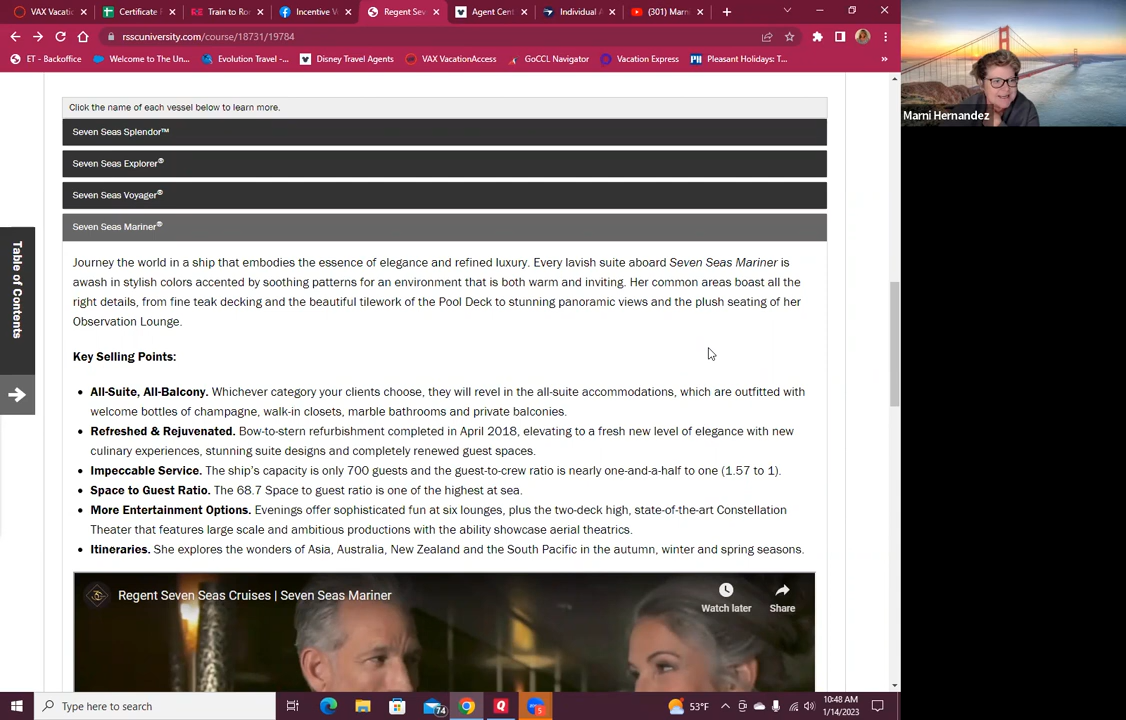 VAX Vacati
Certificate
Train to Ro
Incentive V
Regent Sev
Agent Cent
Individual A
(301) Marn
rsscuniversity.com/course/18731/19784
ET - Backoffice
Welcome to The Un...
Evolution Travel -...
Disney Travel Agents
VAX VacationAccess
GoCCL Navigator
Vacation Express
Pleasant Holidays: T...
»
Marni Hernandez
Click the name of each vessel below to learn more.
Seven Seas Splendor™
Seven Seas Explorer®
Seven Seas Voyager®
Seven Seas Mariner®
Table of Contents
Journey the world in a ship that embodies the essence of elegance and refined luxury. Every lavish suite aboard Seven Seas Mariner is
awash in stylish colors accented by soothing patterns for an environment that is both warm and inviting. Her common areas boast all the
right details, from fine teak decking and the beautiful tilework of the Pool Deck to stunning panoramic views and the plush seating of her
Observation Lounge.
Key Selling Points:
• All-Suite, All-Balcony. Whichever category your clients choose, they will revel in the all-suite accommodations, which are outfitted with
welcome bottles of champagne, walk-in closets, marble bathrooms and private balconies.
• Refreshed & Rejuvenated. Bow-to-stern refurbishment completed in April 2018, elevating to a fresh new level of elegance with new
culinary experiences, stunning suite designs and completely renewed guest spaces.
• Impeccable Service. The ship's capacity is only 700 guests and the guest-to-crew ratio is nearly one-and-a-half to one (1.57 to 1).
• Space to Guest Ratio. The 68.7 Space to guest ratio is one of the highest at sea.
• More Entertainment Options. Evenings offer sophisticated fun at six lounges, plus the two-deck high, state-of-the-art Constellation
Theater that features large scale and ambitious productions with the ability showcase aerial theatrics.
• Itineraries. She explores the wonders of Asia, Australia, New Zealand and the South Pacific in the autumn, winter and spring seasons.
Regent Seven Seas Cruises | Seven Seas Mariner
Watch later
Share
Type here to search
74
5
53°F
10:48 AM
1/14/2023